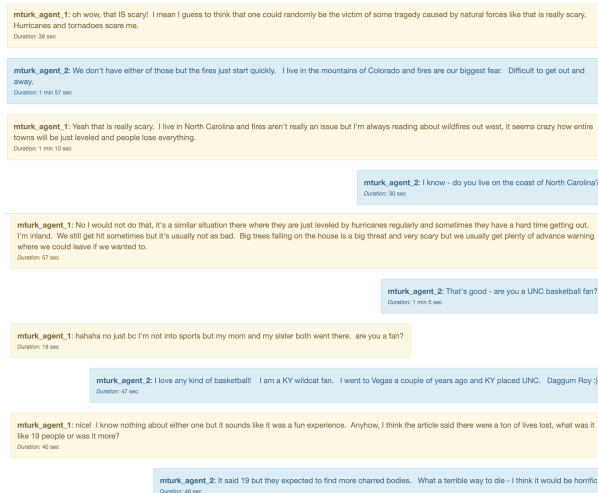 mturk_agent_1: oh wow, that IS scary! I mean I guess to think that one could randomly be the victim of some tragedy caused by natural forces like that is really scary.
Hurricanes and tornadoes scare me.
Duration: 36 sec
mturk_agent_2: We don't have either of those but the fires just start quickly. I live in the mountains of Colorado and fires are our biggest fear. Difficult to get out and
away.
Duration: 1 min 57 sec
mturk_agent_1: Yeah that is really scary. I live in North Carolina and fires aren't really an issue but I'm always reading about wildfires out west, it seems crazy how entire
towns will be just leveled and people lose everything.
Duration: 1 min 10 sec
mturk_agent_2: I know - do you live on the coast of North Carolina?
Duration: 30 sec
mturk_agent_1: No I would not do that, it's a similar situation there where they are just leveled by hurricanes regularly and sometimes they have a hard time getting out.
I'm inland. We still get hit sometimes but it's usually not as bad. Big trees falling on the house is a big threat and very scary but we usually get plenty of advance warning
where we could leave if we wanted to.
Duration: 57 sec
mturk_agent_2: That's good - are you a UNC basketball fan?
Duration: 1 min 5 sec
mturk_agent_1: hahaha no just bc I'm not into sports but my mom and my sister both went there. are you a fan?
Duration: 18 sec
mturk_agent_2: I love any kind of basketball! I am a KY wildcat fan. I went to Vegas a couple of years ago and KY placed UNC. Daggum Roy :)
Duration: 47 sec
mturk_agent_1: nice! I know nothing about either one but it sounds like it was a fun experience. Anyhow, I think the article said there were a ton of lives lost, what was it
like 19 people or was it more?
Duration: 40 sec
mturk_agent_2: It said 19 but they expected to find more charred bodies. What a terrible way to die - I think it would be horrific
Duration: 46 sec